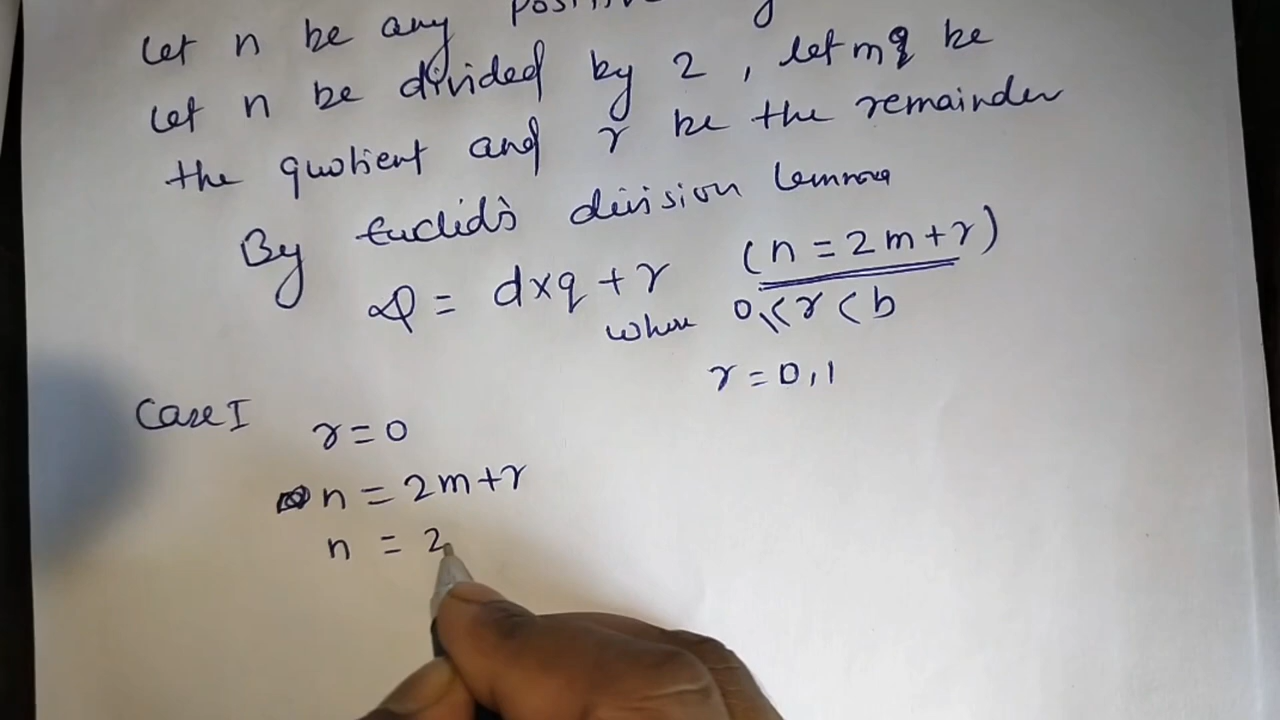 Let n be any positive
Let n be divided by 2, let m be
the quotient and r be the remainder
By Euclid's division lemma
D = d×q + r (n = 2m + r)
where 0 ≤ r < b
r = 0, 1
Case I r = 0
n = 2m + r
n = 2